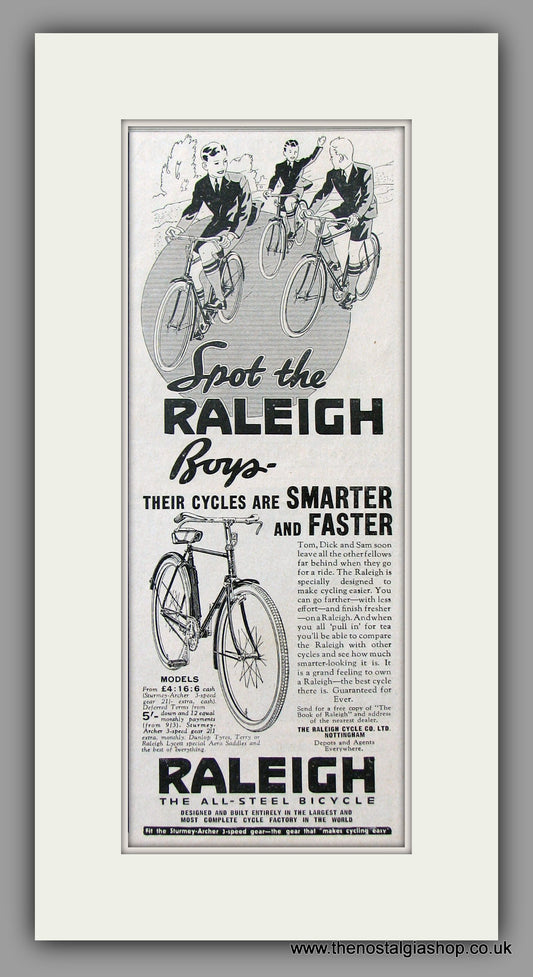 Spot the
RALEIGH
Boys-
THEIR CYCLES ARE SMARTER
AND FASTER
Tom, Dick and Sam soon
leave all the other fellows
far behind when they go
for a ride. The Raleigh is
specially designed to
make cycling easier. You
can go farther—with less
effort—and finish fresher
—on a Raleigh. And when
you all 'pull in' for tea
you'll be able to compare
the Raleigh with other
cycles and see how much
smarter-looking it is. It
is a grand feeling to own
a Raleigh—the best cycle
there is. Guaranteed for
Ever.
Send for a free copy of "The
Book of Raleigh" and address
of the nearest dealer.
THE RALEIGH CYCLE CO. LTD.
NOTTINGHAM
Depots and Agents
Everywhere.
MODELS
From £4:16:6 cash
(Sturmey-Archer 3-speed
gear 21/- extra, cash).
Deferred Terms from
5/- down and 12 equal
monthly payments
(from 9/3). Sturmey-
Archer 3-speed gear 2/1
extra, monthly. Dunlop Tyres, Terry or
Raleigh Lycett special Aero Saddles and
the best of everything.
RALEIGH
THE ALL-STEEL BICYCLE
DESIGNED AND BUILT ENTIRELY IN THE LARGEST AND
MOST COMPLETE CYCLE FACTORY IN THE WORLD
Fit the Sturmey-Archer 3-speed gear—the gear that "makes cycling easy"
www.thenostalgiashop.co.uk